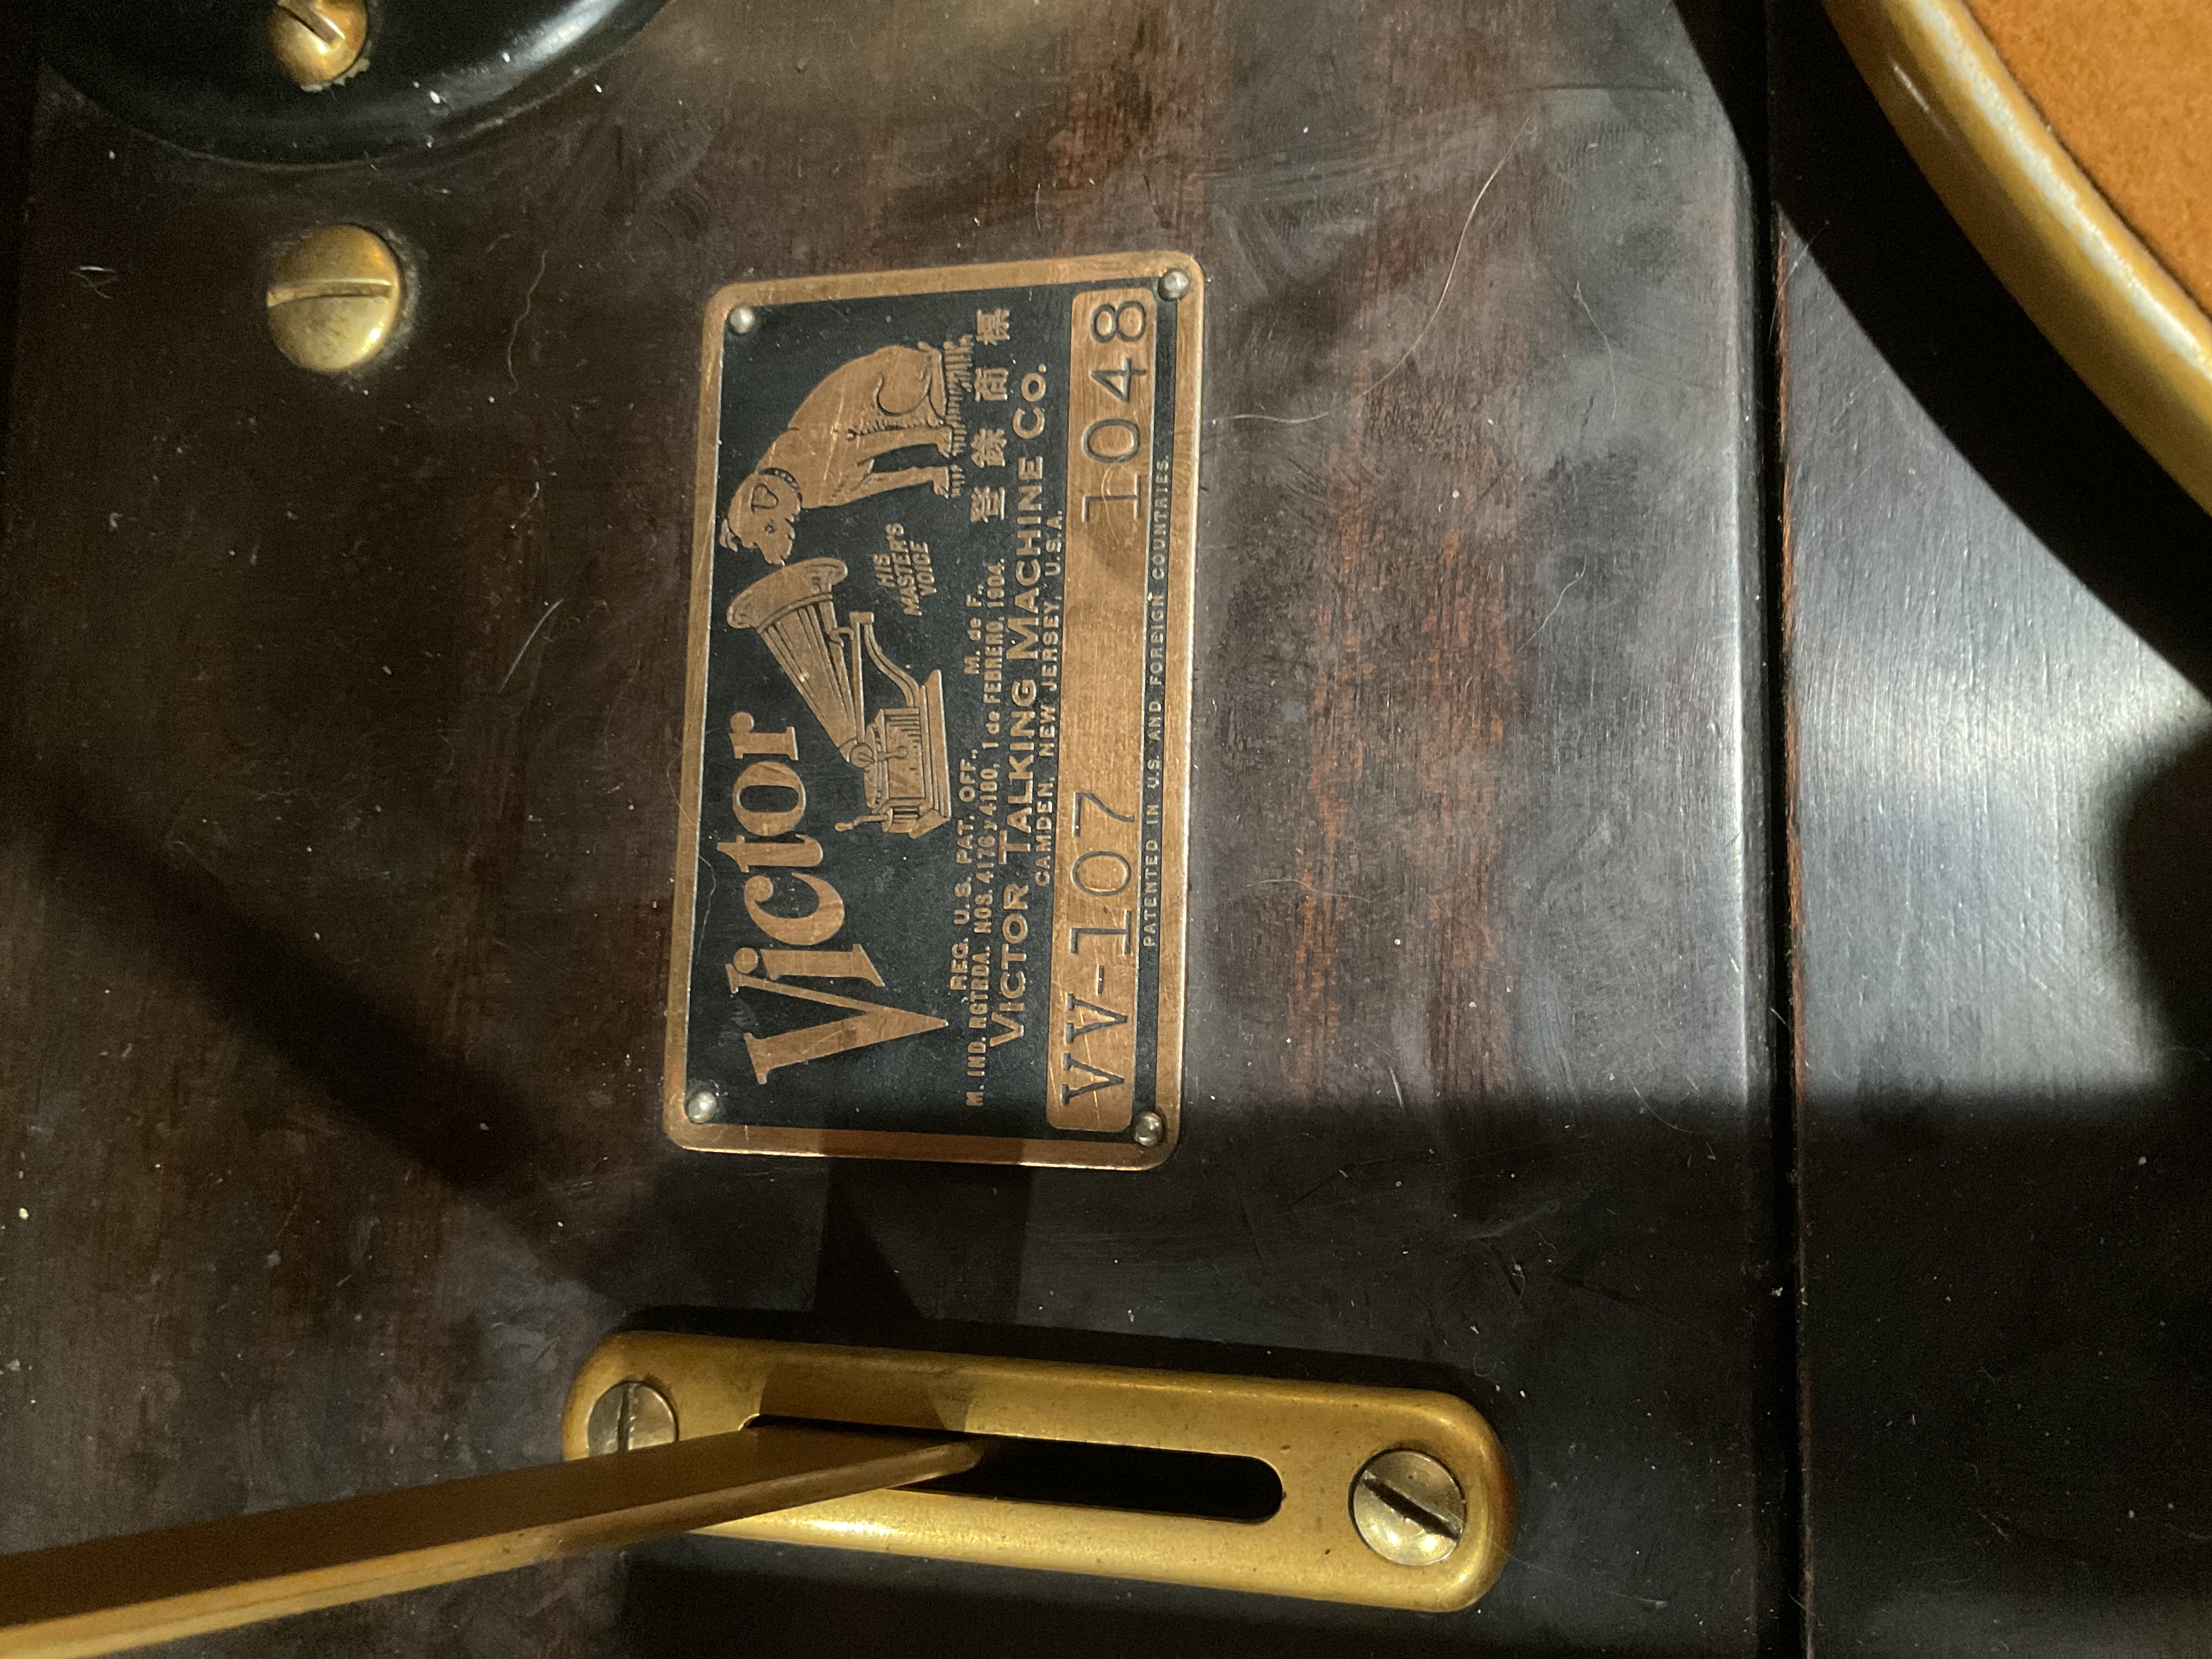 Victor
HIS
MASTER'S
VOICE
REG. U.S. PAT. OFF., M. de F.,
M. IND. RGTRDA. NOS. 4176 y 4180, 1 de FEBRERO, 1904. 登録商標
VICTOR TALKING MACHINE CO.
CAMDEN, NEW JERSEY, U.S.A.
VV-107 1048
PATENTED IN U.S. AND FOREIGN COUNTRIES.